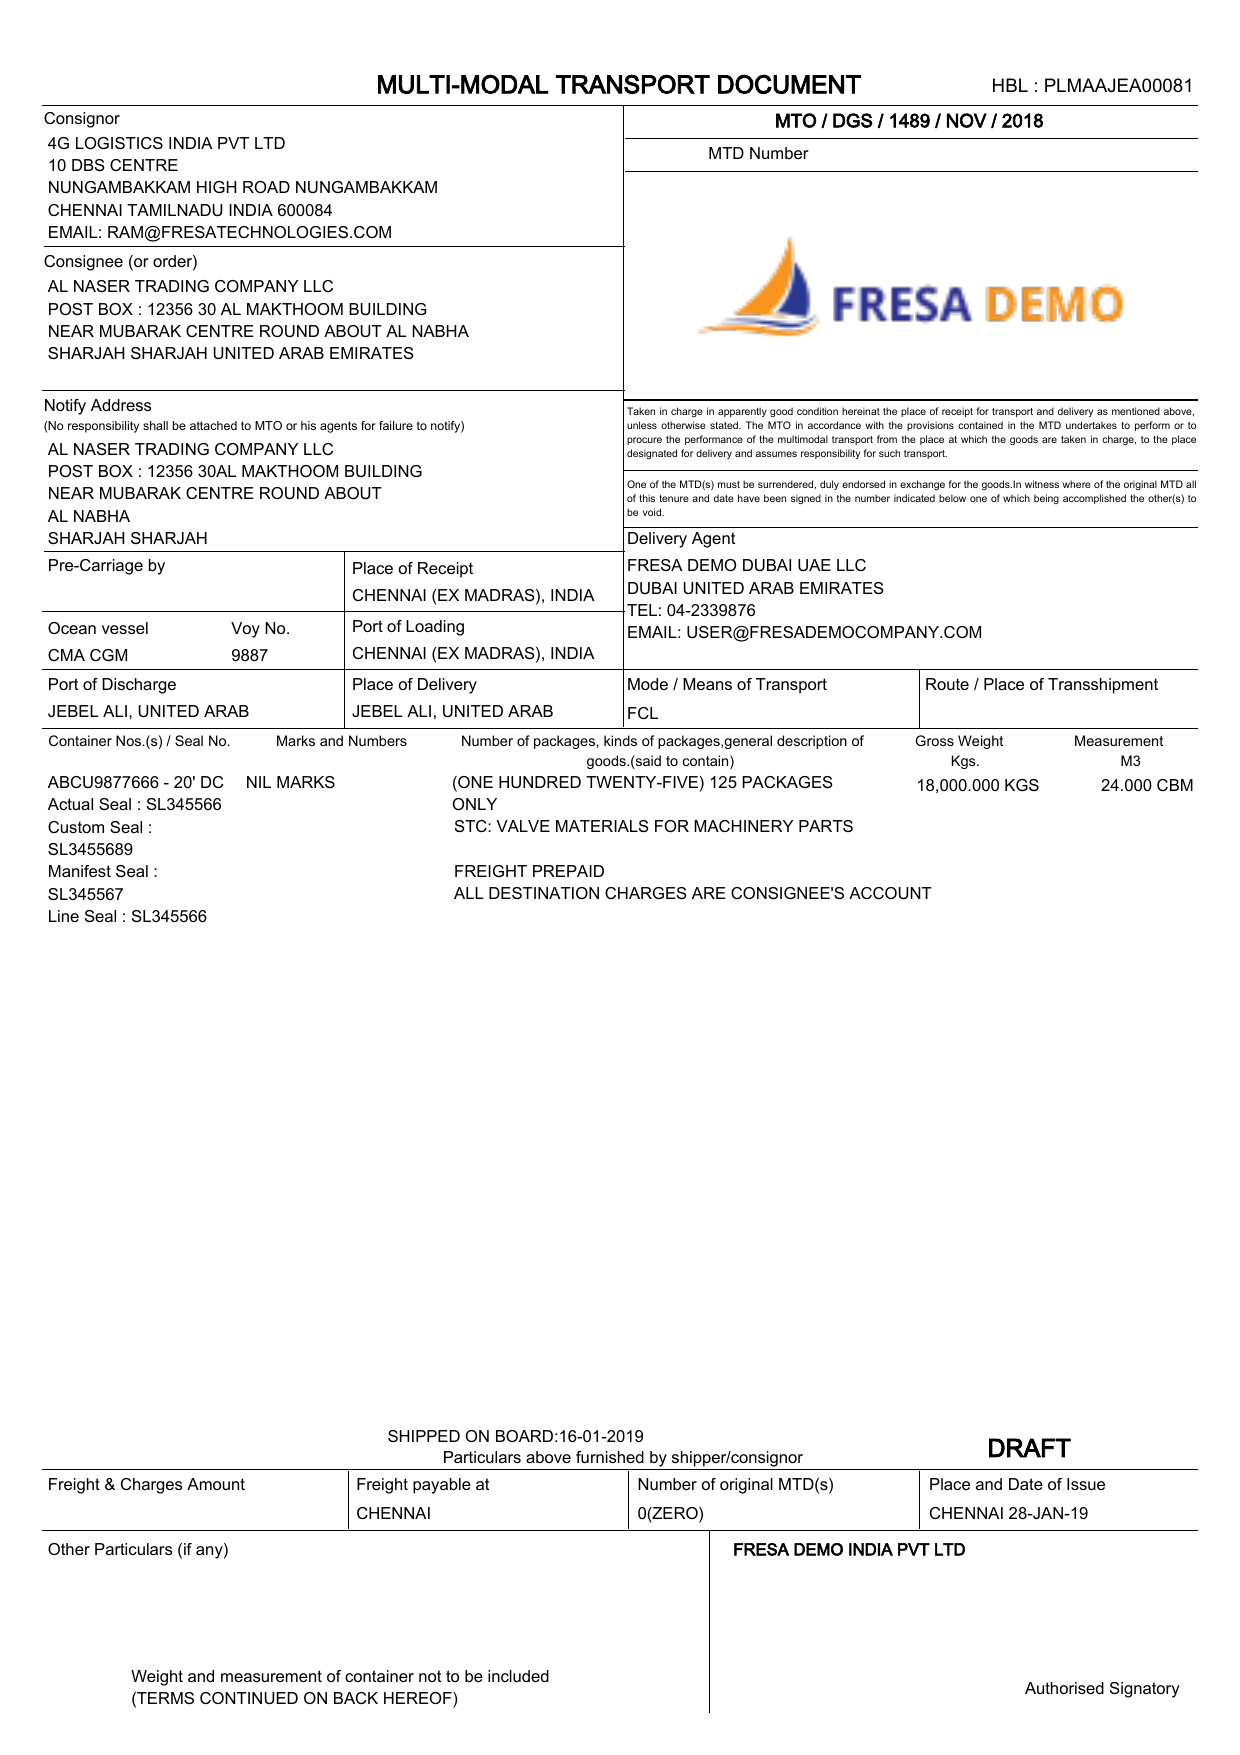 MULTI-MODAL TRANSPORT DOCUMENT
HBL : PLMAAJEA00081
Consignor
4G LOGISTICS INDIA PVT LTD
10 DBS CENTRE
NUNGAMBAKKAM HIGH ROAD NUNGAMBAKKAM
CHENNAI TAMILNADU INDIA 600084
EMAIL: RAM@FRESATECHNOLOGIES.COM
MTO / DGS / 1489 / NOV / 2018
MTD Number
FRESA DEMO
Consignee (or order)
AL NASER TRADING COMPANY LLC
POST BOX : 12356 30 AL MAKTHOOM BUILDING
NEAR MUBARAK CENTRE ROUND ABOUT AL NABHA
SHARJAH SHARJAH UNITED ARAB EMIRATES
Notify Address
(No responsibility shall be attached to MTO or his agents for failure to notify)
AL NASER TRADING COMPANY LLC
POST BOX : 12356 30AL MAKTHOOM BUILDING
NEAR MUBARAK CENTRE ROUND ABOUT
AL NABHA
SHARJAH SHARJAH
Taken in charge in apparently good condition hereinat the place of receipt for transport and delivery as mentioned above,
unless otherwise stated. The MTO in accordance with the provisions contained in the MTD undertakes to perform or to
procure the performance of the multimodal transport from the place at which the goods are taken in charge, to the place
designated for delivery and assumes responsibility for such transport.
One of the MTD(s) must be surrendered, duly endorsed in exchange for the goods.In witness where of the original MTD all
of this tenure and date have been signed in the number indicated below one of which being accomplished the other(s) to
be void.
Delivery Agent
FRESA DEMO DUBAI UAE LLC
DUBAI UNITED ARAB EMIRATES
TEL: 04-2339876
EMAIL: USER@FRESADEMOCOMPANY.COM
Pre-Carriage by
Place of Receipt
CHENNAI (EX MADRAS), INDIA
Ocean vessel Voy No.
CMA CGM 9887
Port of Loading
CHENNAI (EX MADRAS), INDIA
Port of Discharge
JEBEL ALI, UNITED ARAB
Place of Delivery
JEBEL ALI, UNITED ARAB
Mode / Means of Transport
FCL
Route / Place of Transshipment
Container Nos.(s) / Seal No.
Marks and Numbers
Number of packages, kinds of packages,general description of
goods.(said to contain)
Gross Weight
Kgs.
Measurement
M3
ABCU9877666 - 20' DC
Actual Seal : SL345566
Custom Seal :
SL3455689
Manifest Seal :
SL345567
Line Seal : SL345566
NIL MARKS
(ONE HUNDRED TWENTY-FIVE) 125 PACKAGES
ONLY
STC: VALVE MATERIALS FOR MACHINERY PARTS
FREIGHT PREPAID
ALL DESTINATION CHARGES ARE CONSIGNEE'S ACCOUNT
18,000.000 KGS
24.000 CBM
SHIPPED ON BOARD:16-01-2019
Particulars above furnished by shipper/consignor
DRAFT
Freight & Charges Amount
Freight payable at
CHENNAI
Number of original MTD(s)
0(ZERO)
Place and Date of Issue
CHENNAI 28-JAN-19
Other Particulars (if any)
FRESA DEMO INDIA PVT LTD
Weight and measurement of container not to be included
(TERMS CONTINUED ON BACK HEREOF)
Authorised Signatory